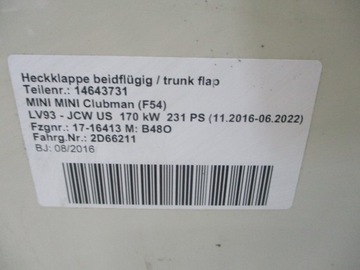 Heckklappe beidflügig / trunk flap
Teilenr.: 14643731
MINI MINI Clubman (F54)
LV93 - JCW US 170 kW 231 PS (11.2016-06.2022)
Fzgnr.: 17-16413 M: B48O
Fahrg.Nr.: 2D66211
BJ: 08/2016